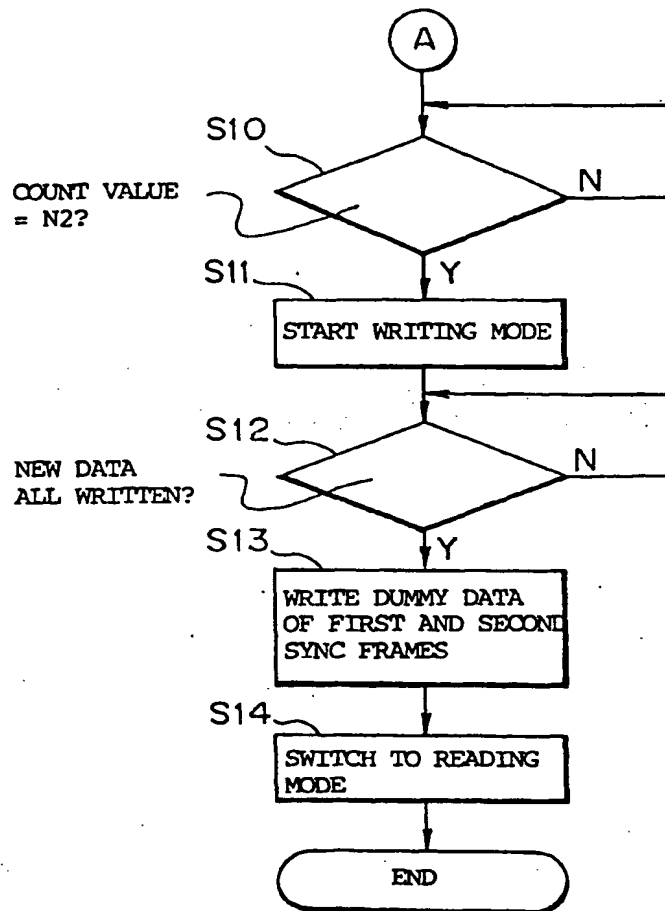 A
S10
COUNT VALUE
= N2?
N
Y
S11
START WRITING MODE
S12
NEW DATA
ALL WRITTEN?
N
Y
S13
WRITE DUMMY DATA
OF FIRST AND SECOND
SYNC FRAMES
S14
SWITCH TO READING
MODE
END